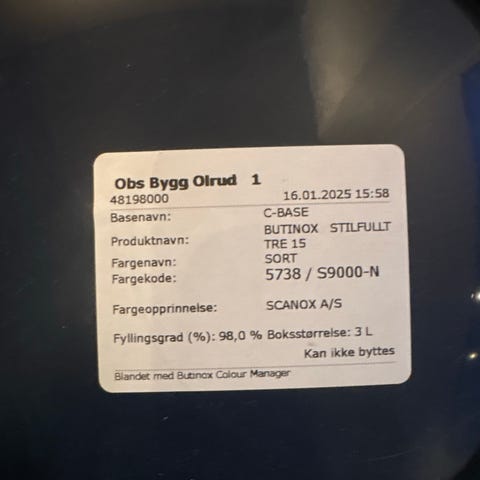 Obs Bygg Olrud 1
48198000 16.01.2025 15:58
Basenavn: C-BASE
Produktnavn: BUTINOX STILFULLT
TRE 15
Fargenavn: SORT
Fargekode: 5738 / S9000-N
Fargeopprinnelse: SCANOX A/S
Fyllingsgrad (%): 98,0 % Boksstørrelse: 3 L
Kan ikke byttes
Blandet med Butinox Colour Manager